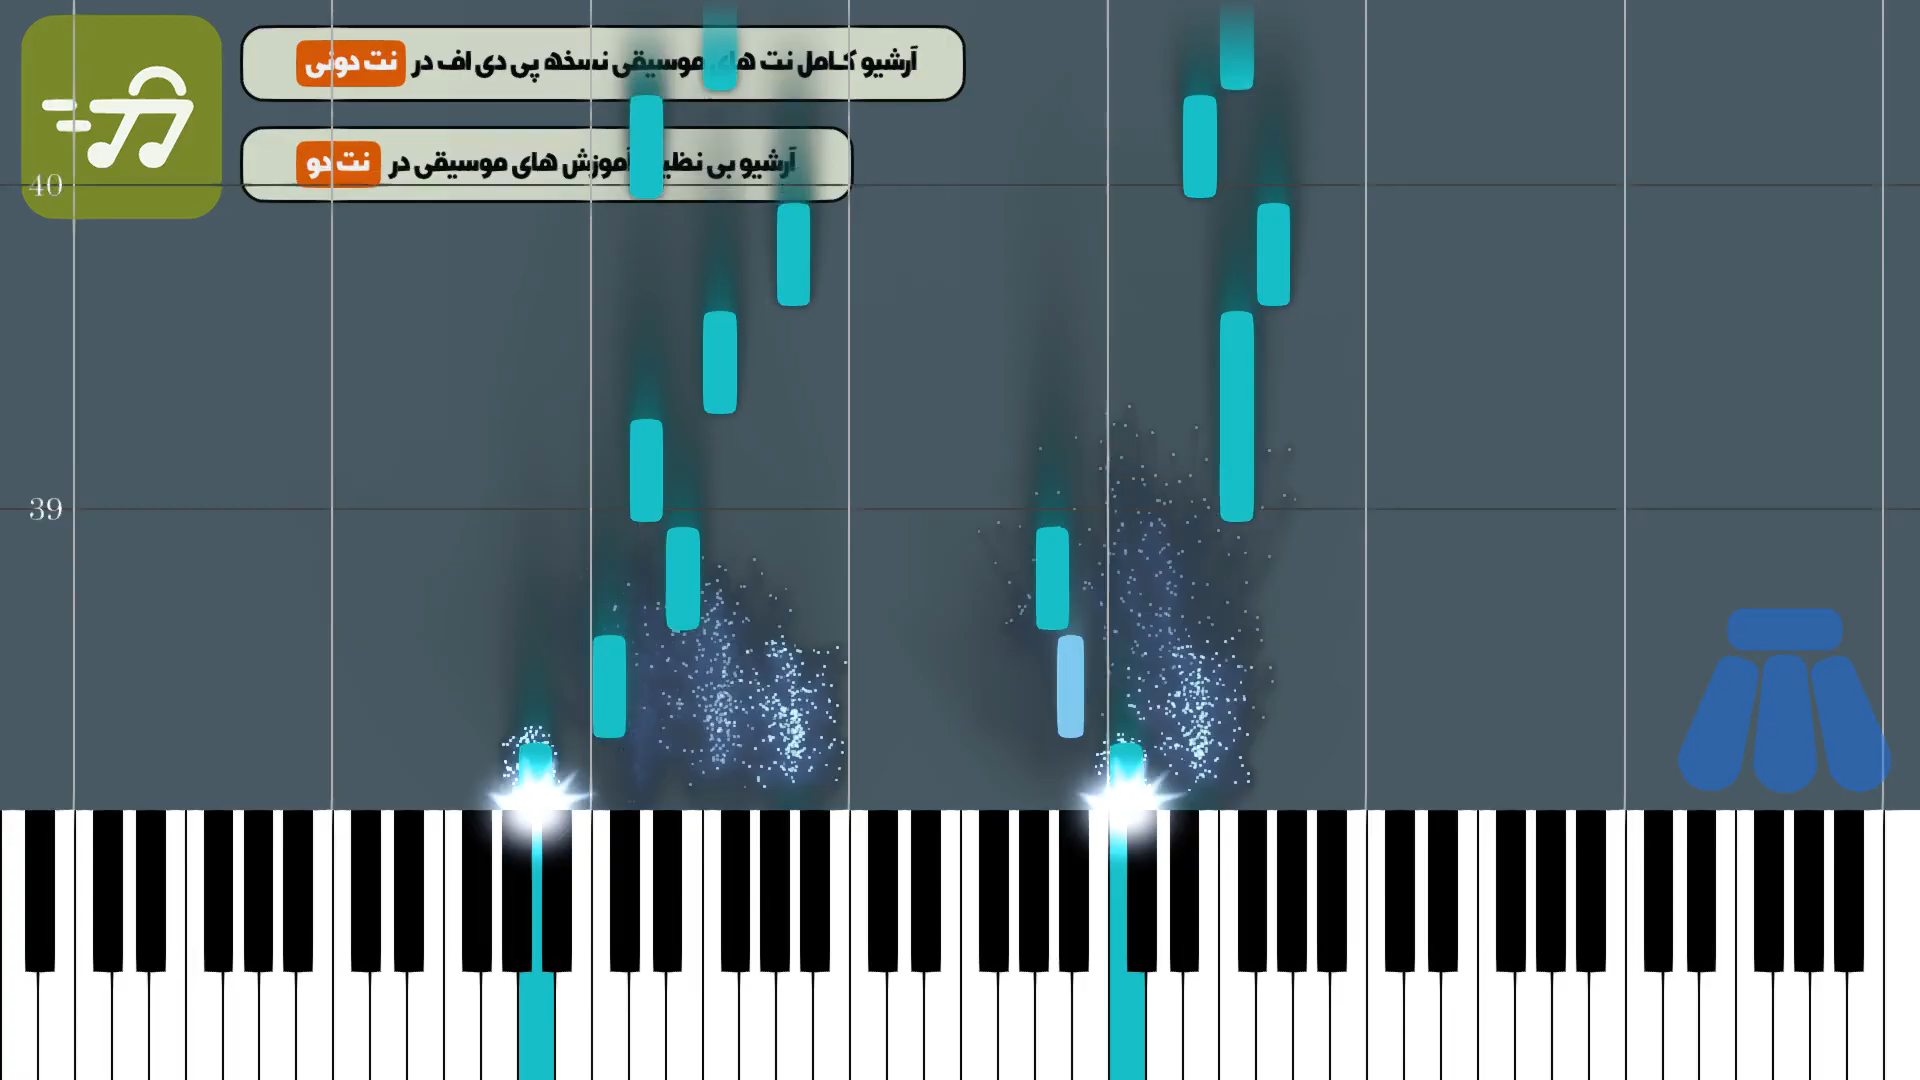 آرشیو کامل نت های موسیقی نسخه پی دی اف در نت دونی
آرشیو بی نظیر آموزش های موسیقی در نت دو
40
39